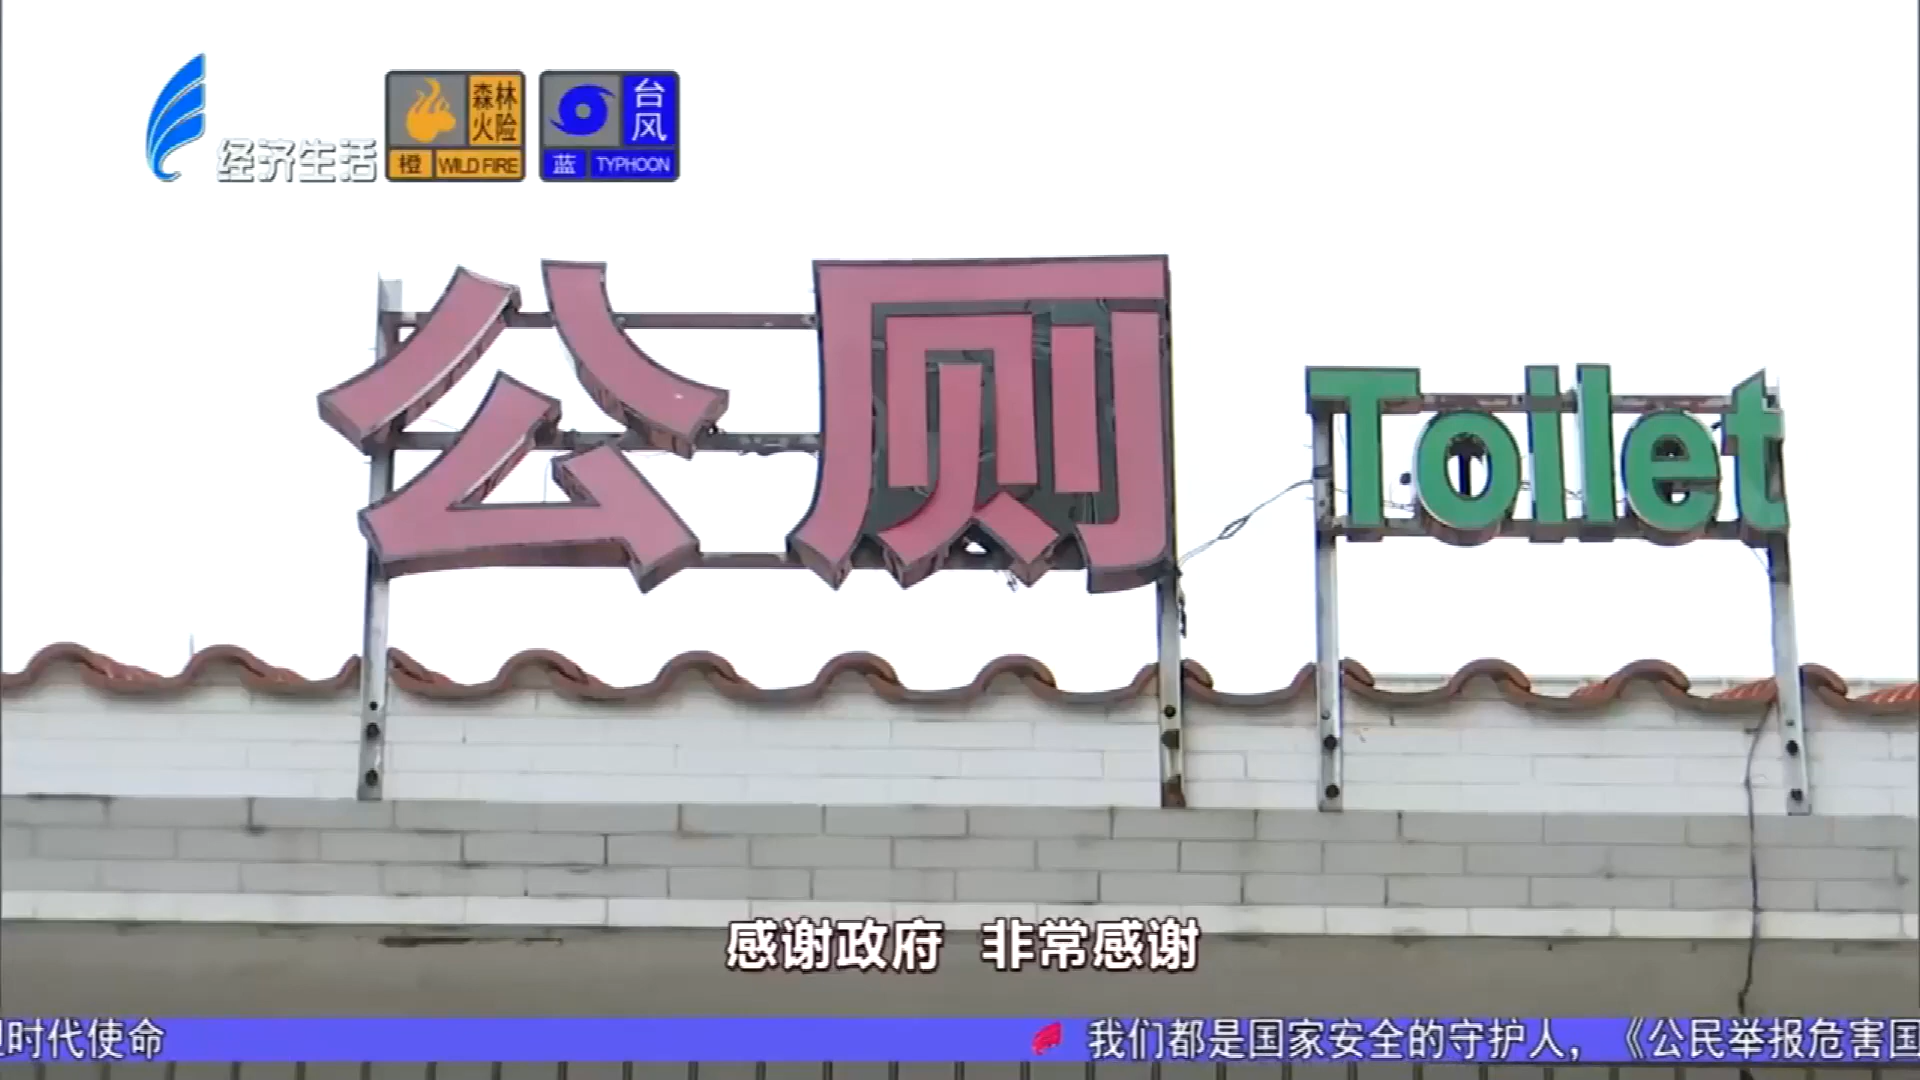 经济生活
森林火险
橙 WILD FIRE
台风
蓝 TYPHOON
公厕 Toilet
感谢政府 非常感谢
时代使命 我们都是国家安全的守护人，《公民举报危害国